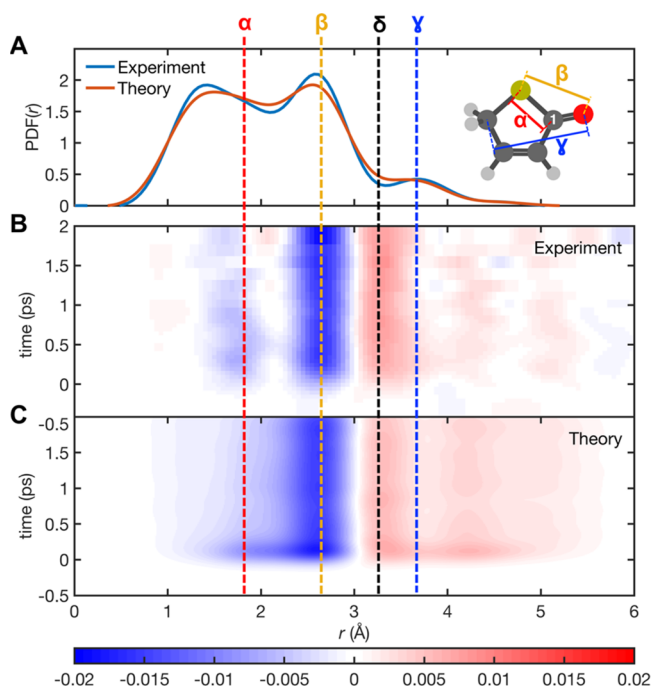 α β δ γ
A
Experiment
Theory
PDF(r)
2
1.5
1
0.5
0
β
α
1
γ
B
Experiment
time (ps)
2
1.5
1
0.5
0
C
Theory
time (ps)
-0.5
1
0.5
0
-0.5
0 1 2 3 4 5 6
r (Å)
-0.02 -0.015 -0.01 -0.005 0 0.005 0.01 0.015 0.02